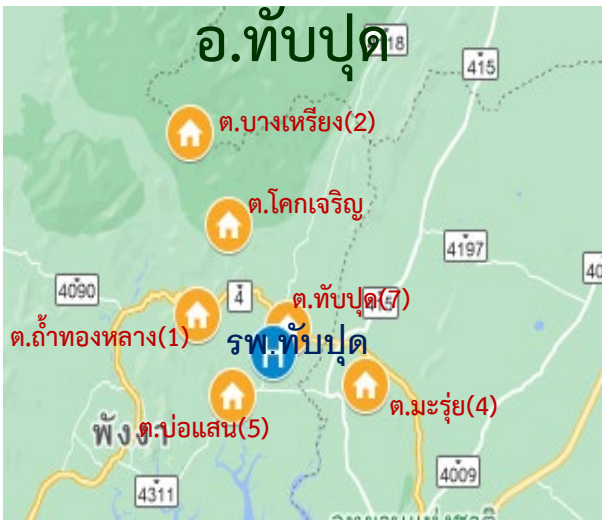 อ.ทับปุด
418
415
ต.บางเหรียง(2)
ต.โคกเจริญ
4197
40
4090
4
ต.ทับปุด(7)
415
ต.ถ้ำทองหลาง(1)
รพ.ทับปุด
H
ต.มะรุ่ย(4)
พังงา
ต.บ่อแสน(5)
4009
4311